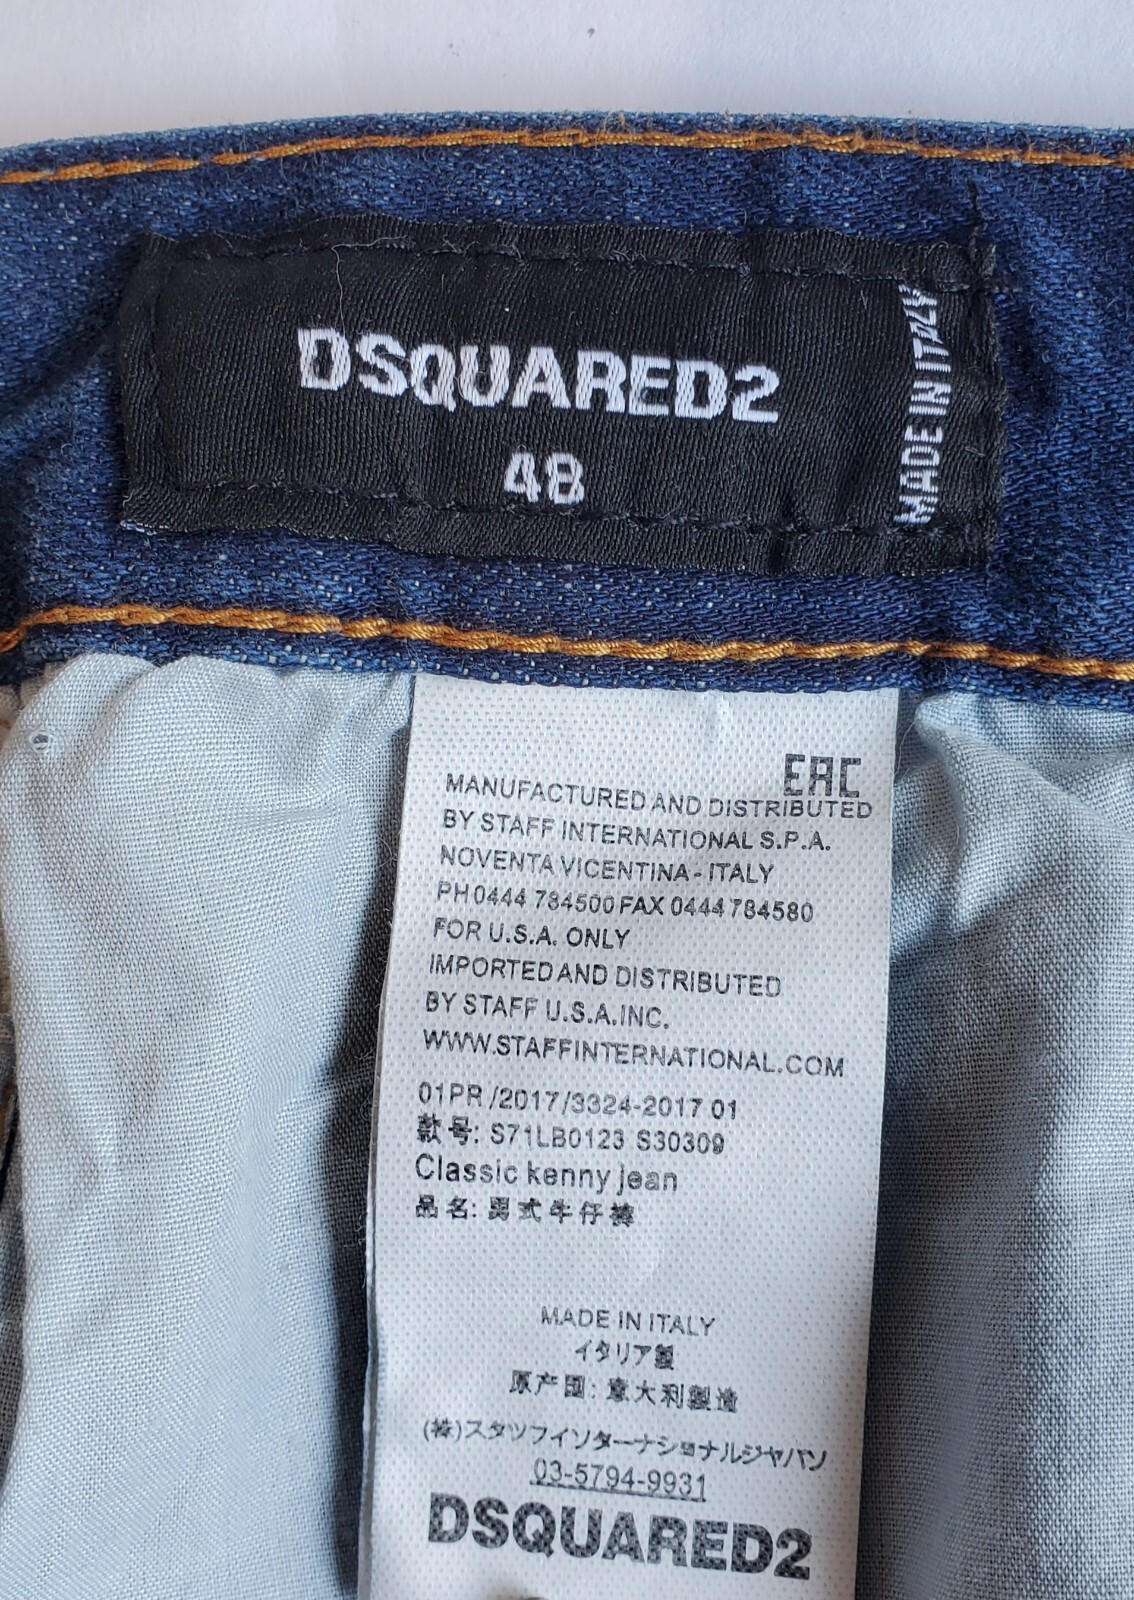 DSQUARED2
48
MADE IN ITALY
EAC
MANUFACTURED AND DISTRIBUTED
BY STAFF INTERNATIONAL S.P.A.
NOVENTA VICENTINA - ITALY
PH 0444 784500 FAX 0444 784580
FOR U.S.A. ONLY
IMPORTED AND DISTRIBUTED
BY STAFF U.S.A. INC.
WWW.STAFFINTERNATIONAL.COM
01PR /2017/3324-2017 01
款号: S71LB0123 S30309
Classic kenny jean
品名: 男式牛仔裤
MADE IN ITALY
イタリア製
原产国: 意大利製造
(株)スタッフインターナショナルジャパン
03-5794-9931
DSQUARED2